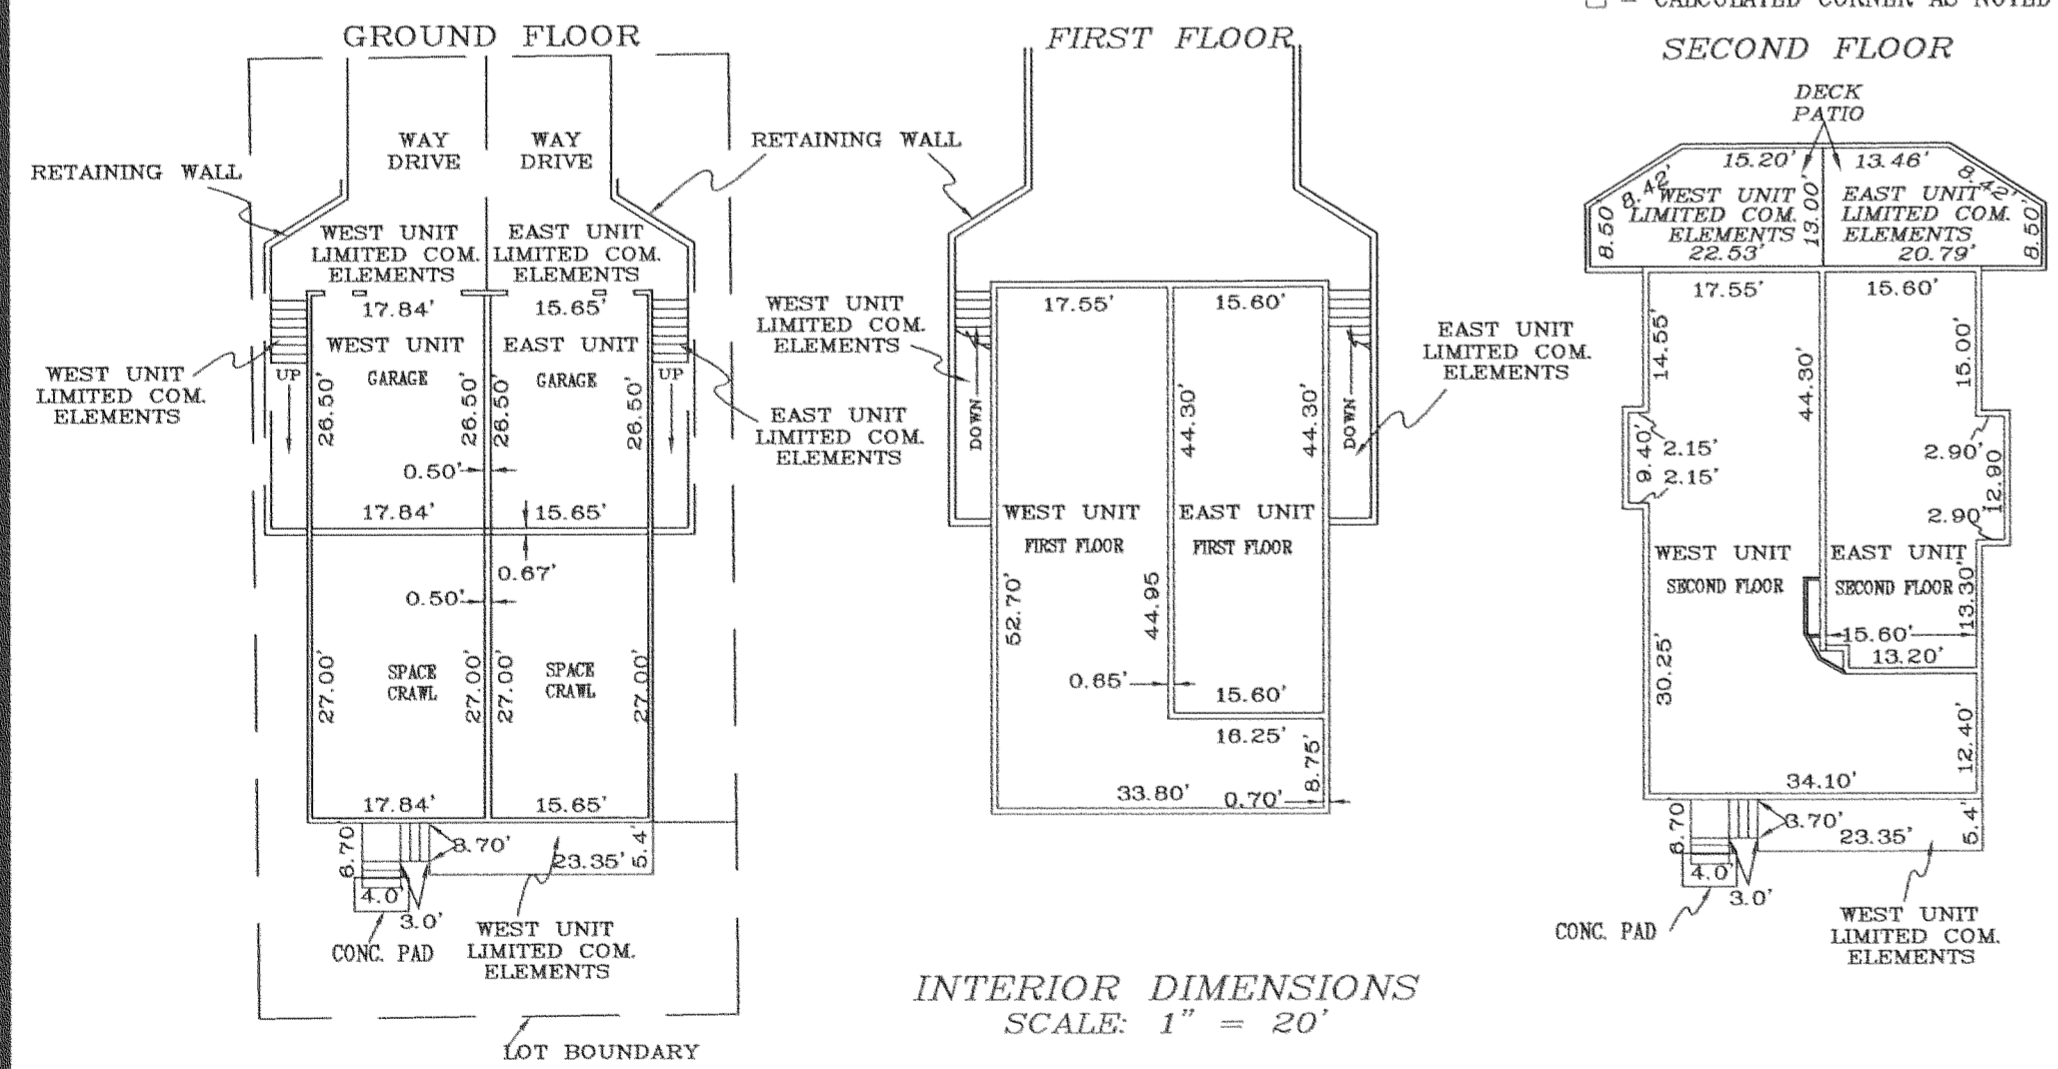 CALCULATED CORNER AS NOTED
GROUND FLOOR
WAY
DRIVE
WAY
DRIVE
RETAINING WALL
RETAINING WALL
WEST UNIT
LIMITED COM.
ELEMENTS
EAST UNIT
LIMITED COM.
ELEMENTS
17.84'
15.65'
WEST UNIT
GARAGE
EAST UNIT
GARAGE
UP
UP
WEST UNIT
LIMITED COM.
ELEMENTS
26.50'
26.50'
26.50'
26.50'
EAST UNIT
LIMITED COM.
ELEMENTS
0.50'
17.84'
15.65'
0.67'
0.50'
27.00'
27.00'
27.00'
27.00'
SPACE
CRAWL
SPACE
CRAWL
17.84'
15.65'
8.70'
3.70'
23.35'
5.4'
4.0'
3.0'
CONC. PAD
WEST UNIT
LIMITED COM.
ELEMENTS
LOT BOUNDARY
FIRST FLOOR
17.55'
15.60'
WEST UNIT
LIMITED COM.
ELEMENTS
EAST UNIT
LIMITED COM.
ELEMENTS
DOWN
DOWN
44.30'
44.30'
WEST UNIT
FIRST FLOOR
EAST UNIT
FIRST FLOOR
52.70'
44.95
0.65'
15.60'
16.25'
8.75'
33.80'
0.70'
SECOND FLOOR
DECK
PATIO
15.20'
13.46'
8.42'
8.42'
WEST UNIT
LIMITED COM.
ELEMENTS
EAST UNIT
LIMITED COM.
ELEMENTS
13.00'
8.50'
8.50'
22.53'
20.79'
17.55'
15.60'
14.55'
44.30'
15.00'
9.40'
2.15'
2.15'
2.90'
12.90
2.90'
WEST UNIT
SECOND FLOOR
EAST UNIT
SECOND FLOOR
13.30'
15.60'
13.20'
30.25'
12.40'
34.10'
8.70'
3.70'
23.35'
5.4'
4.0'
3.0'
CONC. PAD
WEST UNIT
LIMITED COM.
ELEMENTS
INTERIOR DIMENSIONS
SCALE: 1" = 20'